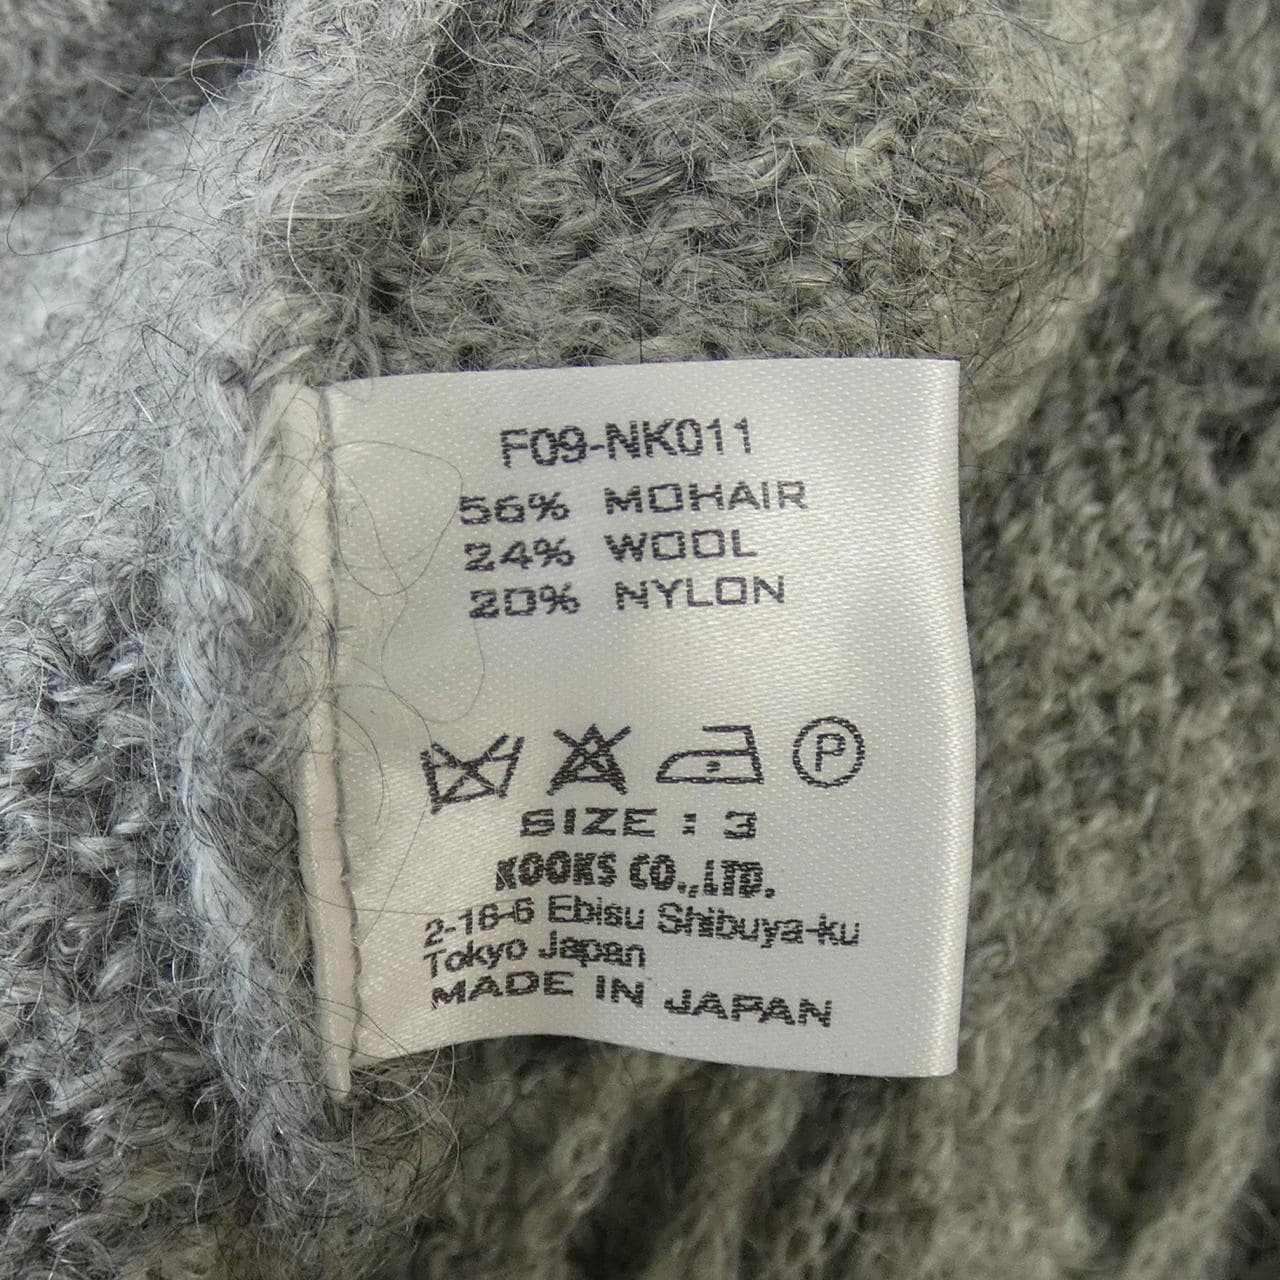 F09-NK011
56% MOHAIR
24% WOOL
20% NYLON
P
SIZE : 3
KOOKS CO.,LTD.
2-16-6 Ebisu Shibuya-ku
Tokyo Japan
MADE IN JAPAN